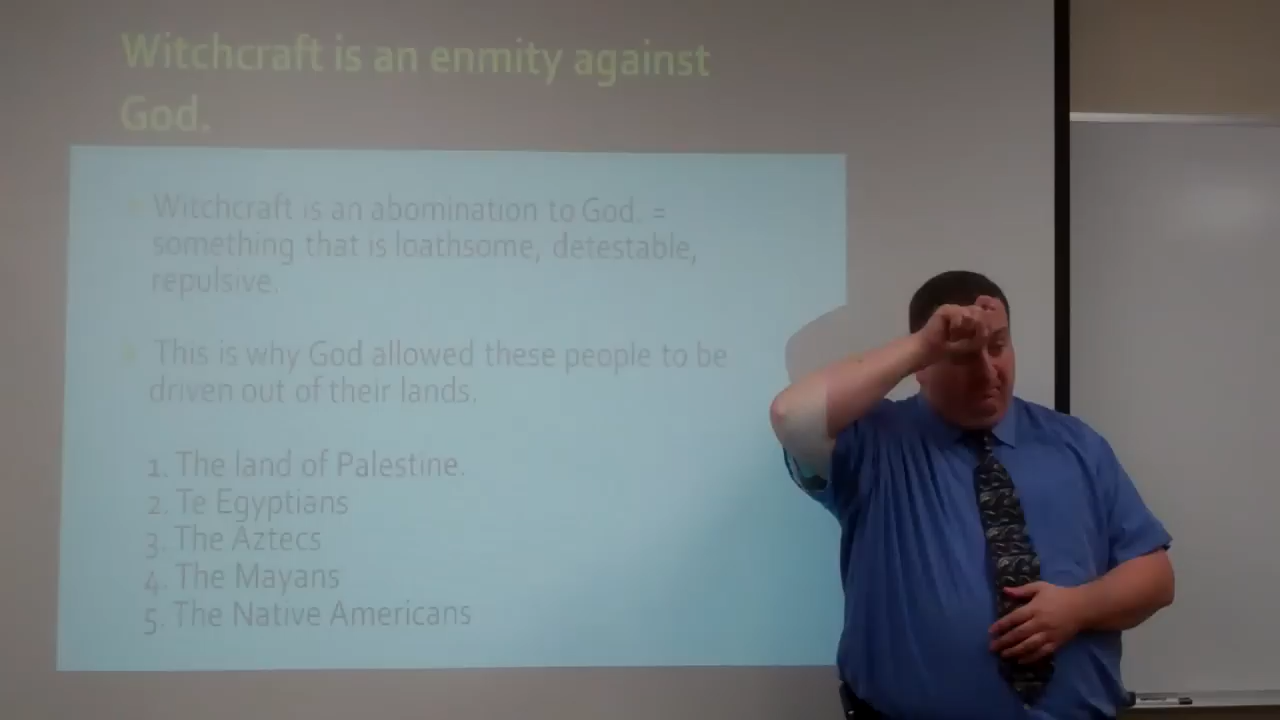 Witchcraft is an enmity against
God.
Witchcraft is an abomination to God. =
something that is loathsome, detestable,
repulsive.
This is why God allowed these people to be
driven out of their lands.
1. The land of Palestine.
2. Te Egyptians
3. The Aztecs
4. The Mayans
5. The Native Americans